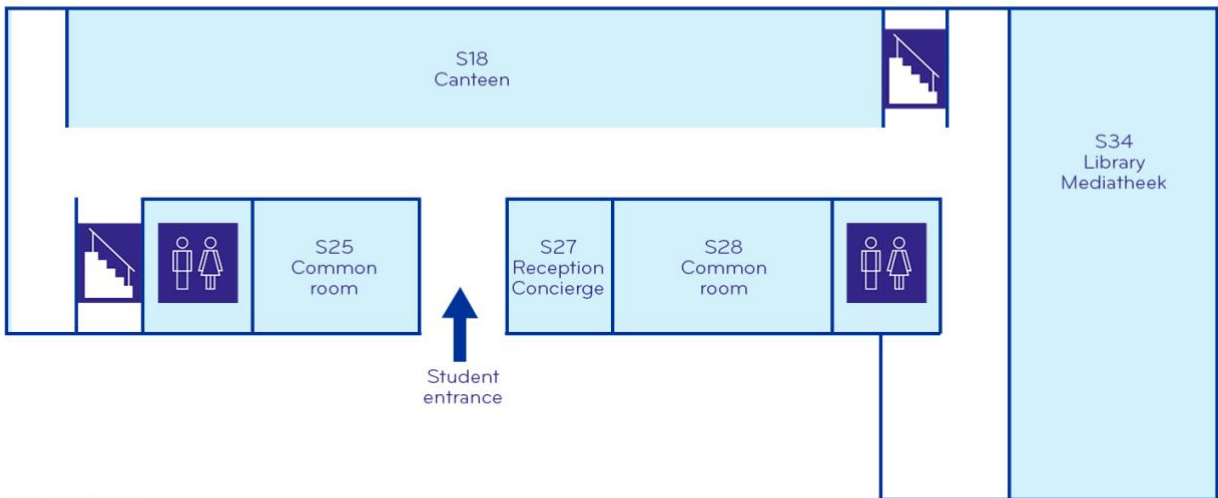 S18
Canteen
S34
Library
Mediatheek
S25
Common
room
S27
Reception
Concierge
S28
Common
room
Student
entrance